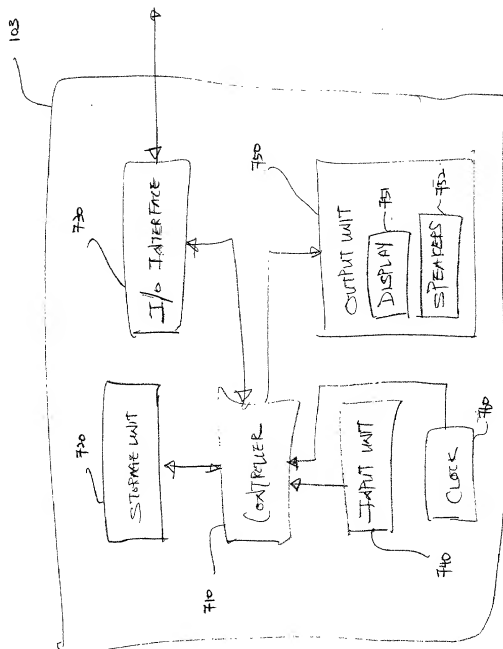 103
730
I/O INTERFACE
720
STORAGE UNIT
750
OUTPUT UNIT
DISPLAY
751
SPEAKERS
752
CONTROLLER
710
INPUT UNIT
740
CLOCK
760